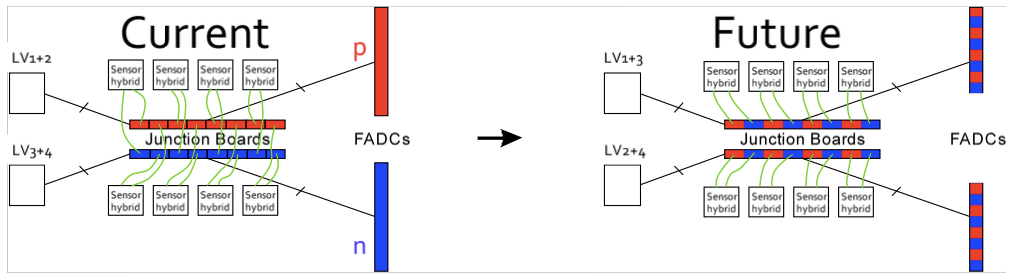 Current
Future
LV1+2
Sensor hybrid
Sensor hybrid
Sensor hybrid
Sensor hybrid
p
Junction Boards
FADCs
LV3+4
Sensor hybrid
Sensor hybrid
Sensor hybrid
Sensor hybrid
n
LV1+3
Sensor hybrid
Sensor hybrid
Sensor hybrid
Sensor hybrid
Junction Boards
FADCs
LV2+4
Sensor hybrid
Sensor hybrid
Sensor hybrid
Sensor hybrid